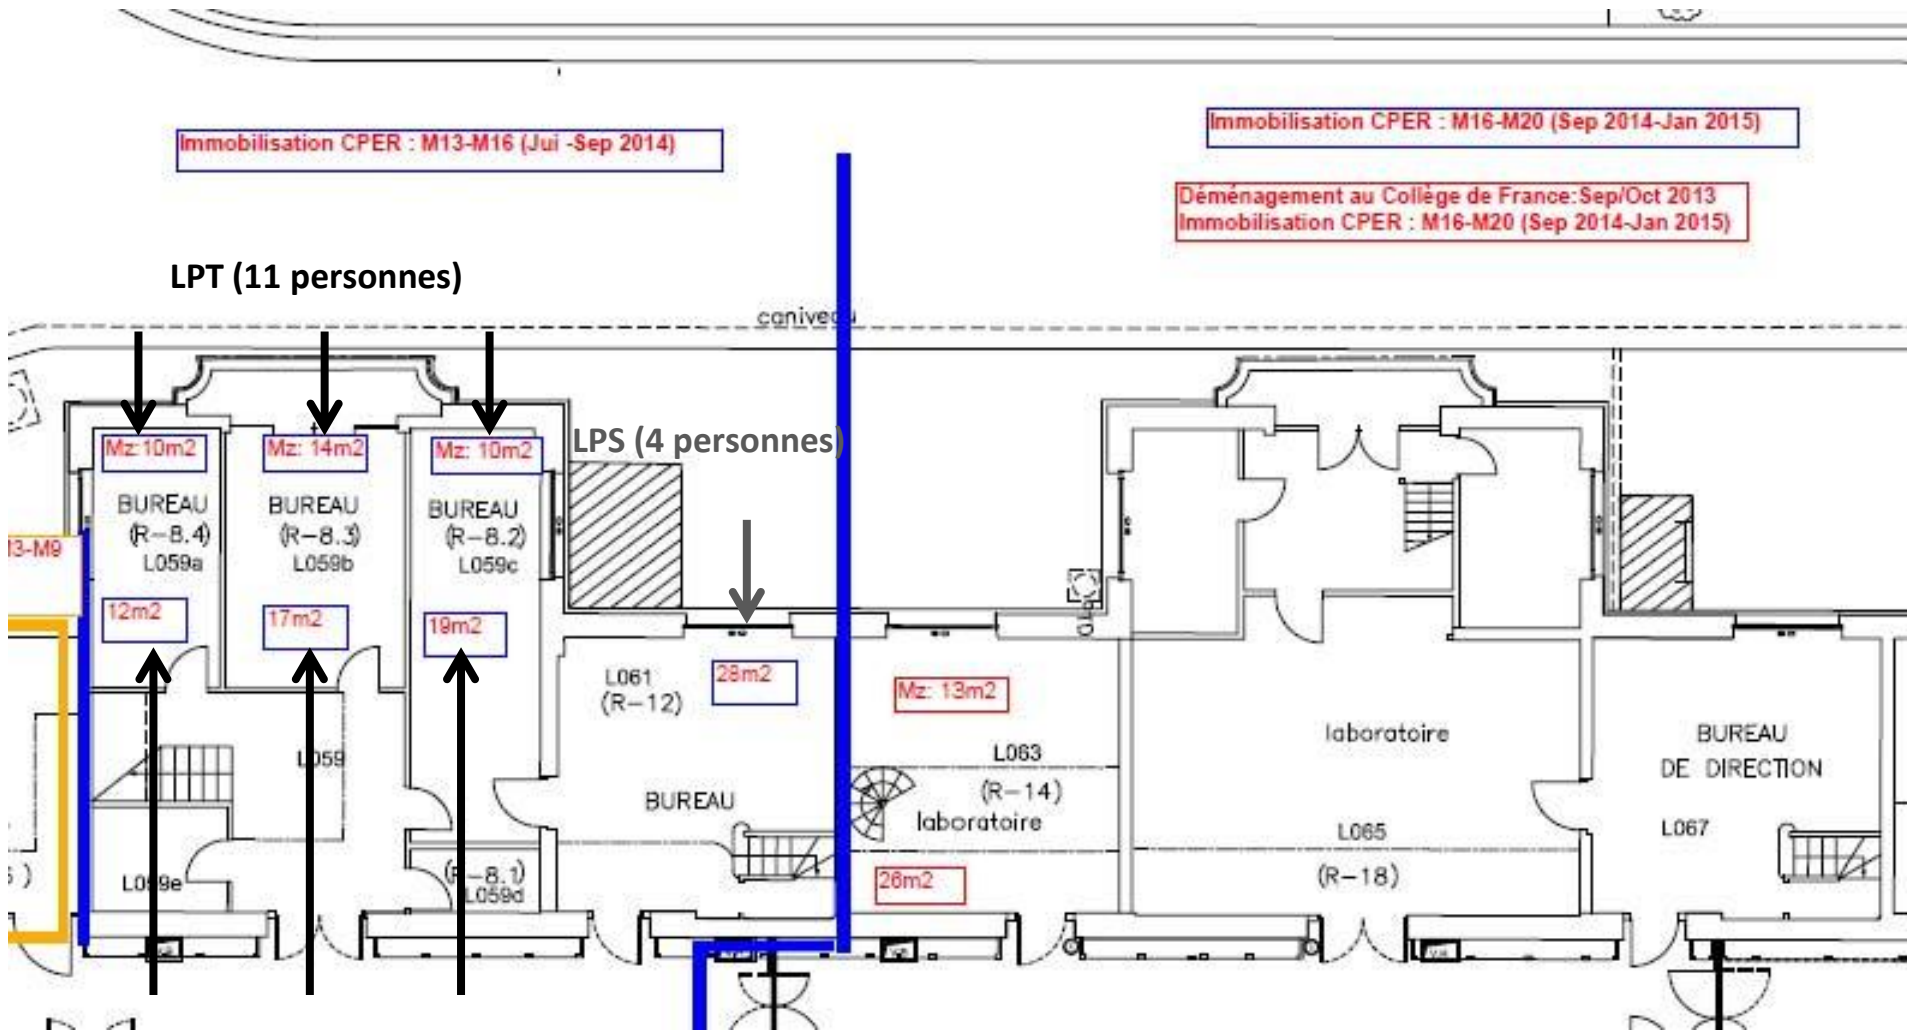 Immobilisation CPER : M16-M20 (Sep 2014-Jan 2015)
Immobilisation CPER : M13-M16 (Jui -Sep 2014)
Déménagement au Collège de France:Sep/Oct 2013
Immobilisation CPER : M16-M20 (Sep 2014-Jan 2015)
LPT (11 personnes)
caniveau
LPS (4 personnes)
Mz:10m2
Mz: 14m2
Mz: 10m2
BUREAU
(R-8.4)
L059a
BUREAU
(R-8.3)
L059b
BUREAU
(R-8.2)
L059c
13-M9
12m2
17m2
19m2
L061
(R-12)
28m2
Mz: 13m2
L059
L063
(R-14)
laboratoire
laboratoire
BUREAU
DE DIRECTION
BUREAU
L065
(R-18)
L067
L059e
(R-8.1)
L059d
26m2